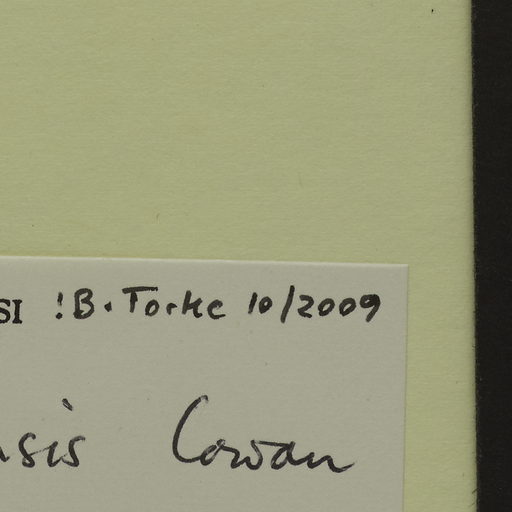 SI !B. Torke 10/2009
nsis Cowan